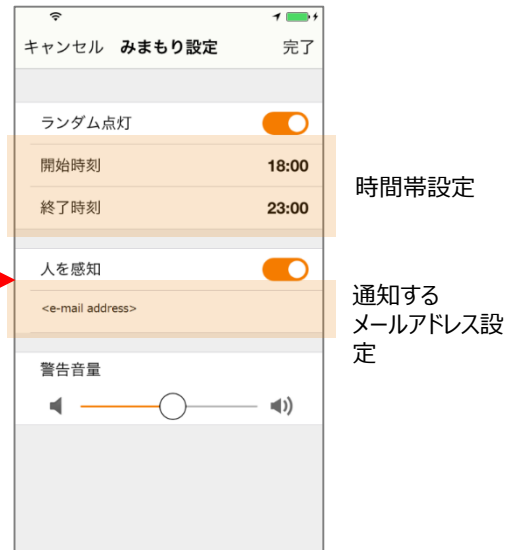 キャンセル みまもり設定 完了
ランダム点灯
開始時刻 18:00
終了時刻 23:00
時間帯設定
人を感知
<e-mail address>
通知する
メールアドレス設
定
警告音量